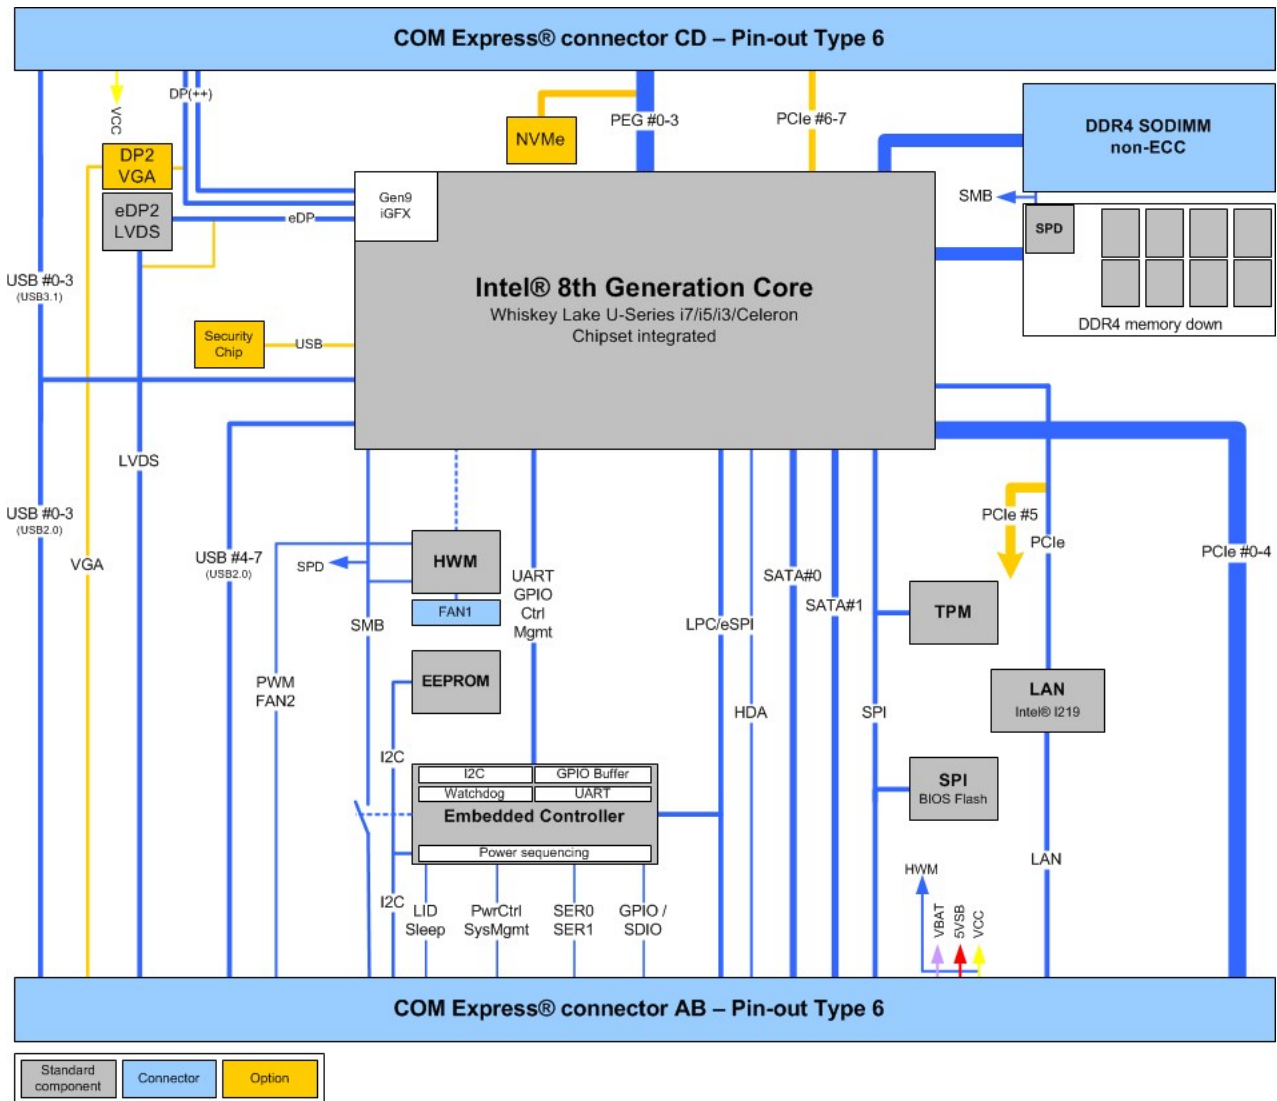 COM Express® connector CD – Pin-out Type 6
DP(++)
VCC
PEG #0-3
PCIe #6-7
NVMe
DDR4 SODIMM
non-ECC
DP2
VGA
eDP2
LVDS
eDP
Gen9
iGFX
SMB
SPD
DDR4 memory down
Intel® 8th Generation Core
Whiskey Lake U-Series i7/i5/i3/Celeron
Chipset integrated
USB #0-3
(USB3.1)
Security
Chip
USB
LVDS
USB #0-3
(USB2.0)
VGA
USB #4-7
(USB2.0)
SPD
HWM
FAN1
SMB
UART
GPIO
Ctrl
Mgmt
LPC/eSPI
SATA#0
SATA#1
PCIe #5
PCIe
PCIe #0-4
TPM
EEPROM
PWM
FAN2
HDA
SPI
LAN
Intel® I219
I2C
I2C
GPIO Buffer
Watchdog
UART
Embedded Controller
Power sequencing
SPI
BIOS Flash
LAN
I2C
LID
Sleep
PwrCtrl
SysMgmt
SER0
SER1
GPIO /
SDIO
HWM
VBAT
5VSB
VCC
COM Express® connector AB – Pin-out Type 6
Standard
component
Connector
Option